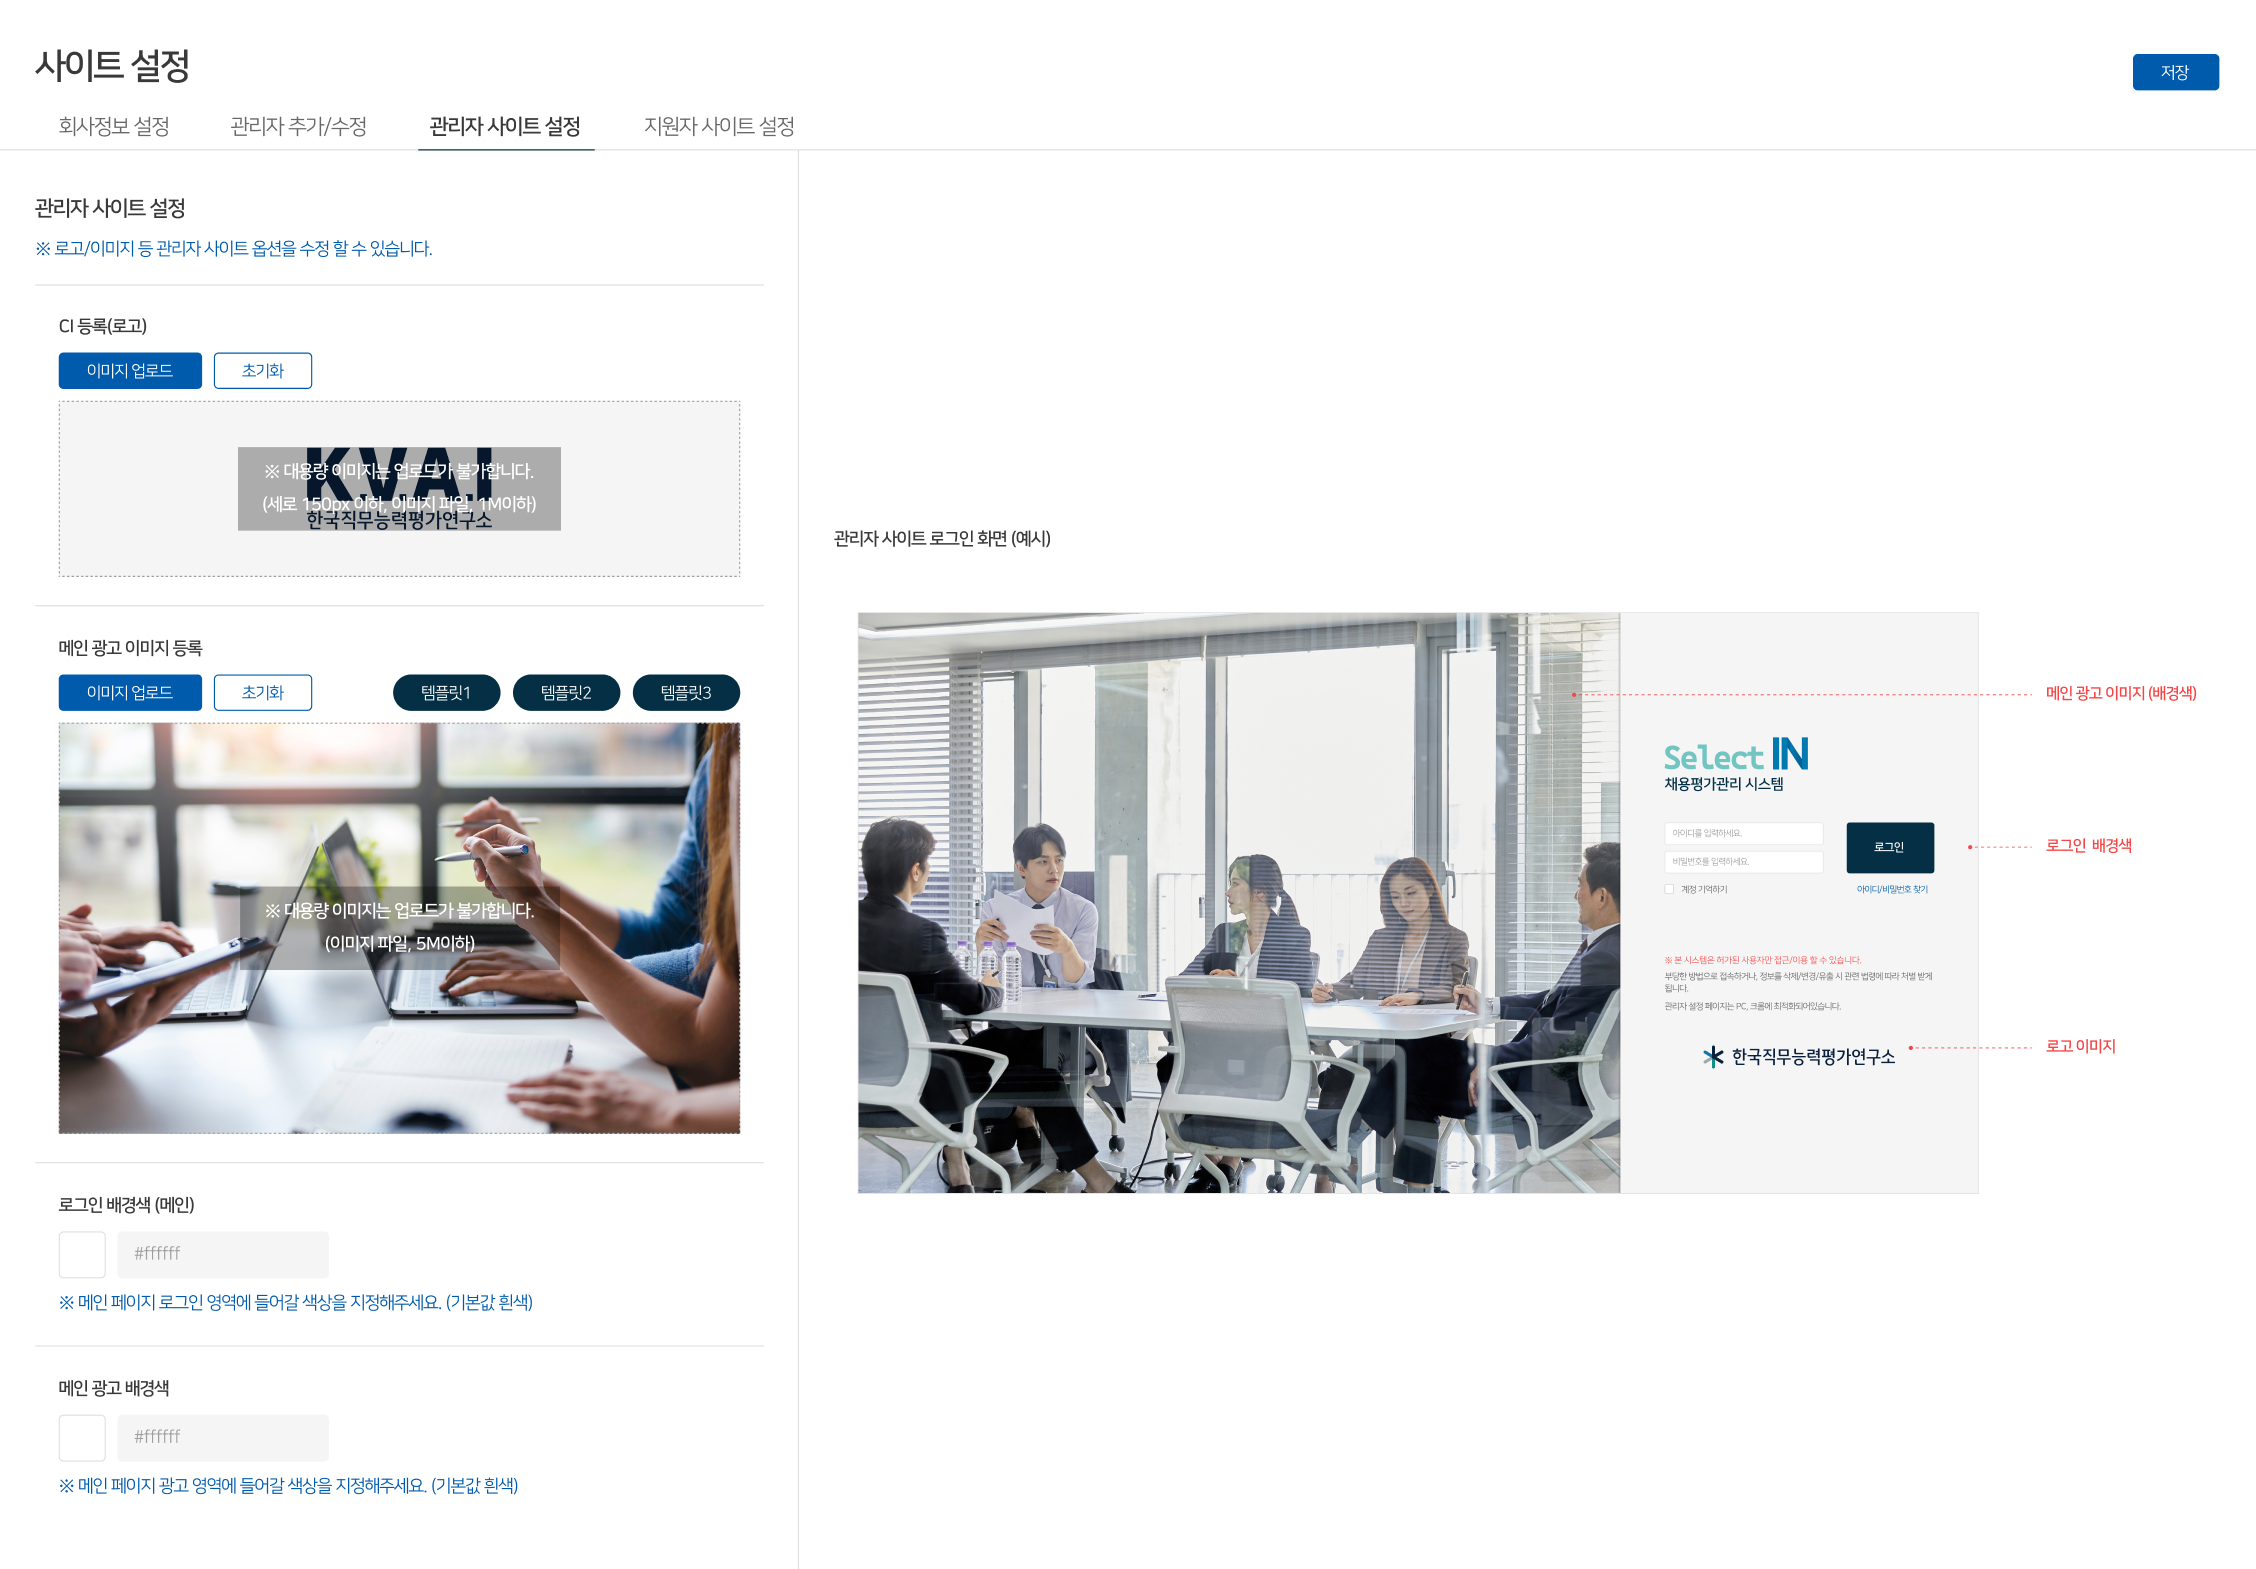 사이트 설정
저장
회사정보 설정
관리자 추가/수정
관리자 사이트 설정
지원자 사이트 설정
관리자 사이트 설정
※ 로고/이미지 등 관리자 사이트 옵션을 수정 할 수 있습니다.
CI 등록(로고)
이미지 업로드
초기화
K.V.A.I
※ 대용량 이미지는 업로드가 불가합니다.
(세로 150px 이하, 이미지 파일, 1M이하)
한국직무능력평가연구소
메인 광고 이미지 등록
이미지 업로드
초기화
템플릿1
템플릿2
템플릿3
※ 대용량 이미지는 업로드가 불가합니다.
(이미지 파일, 5M이하)
로그인 배경색 (메인)
#ffffff
※ 메인 페이지 로그인 영역에 들어갈 색상을 지정해주세요. (기본값 흰색)
메인 광고 배경색
#ffffff
※ 메인 페이지 광고 영역에 들어갈 색상을 지정해주세요. (기본값 흰색)
관리자 사이트 로그인 화면 (예시)
메인 광고 이미지 (배경색)
Select IN
채용평가관리 시스템
아이디를 입력하세요.
비밀번호를 입력하세요.
로그인
로그인 배경색
계정 기억하기
아이디/비밀번호 찾기
※ 본 시스템은 허가된 사용자만 접근/이용 할 수 있습니다.
부당한 방법으로 접속하거나, 정보를 삭제/변경/유출 시 관련 법령에 따라 처벌 받게
됩니다.
관리자 설정 페이지는 PC, 크롬에 최적화되어있습니다.
한국직무능력평가연구소
로고 이미지